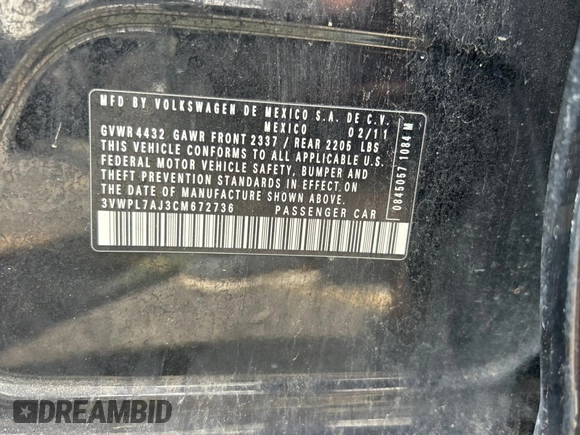 MFD BY VOLKSWAGEN DE MEXICO S.A. DE C.V.
MEXICO 02/11
GVWR 4432 GAWR FRONT 2337 / REAR 2205 LBS
THIS VEHICLE CONFORMS TO ALL APPLICABLE U.S.
FEDERAL MOTOR VEHICLE SAFETY, BUMPER AND
THEFT PREVENTION STANDARDS IN EFFECT ON
THE DATE OF MANUFACTURE SHOWN ABOVE.
3VWPL7AJ3CM672736 PASSENGER CAR
0845057 1084 M
DREAMBID